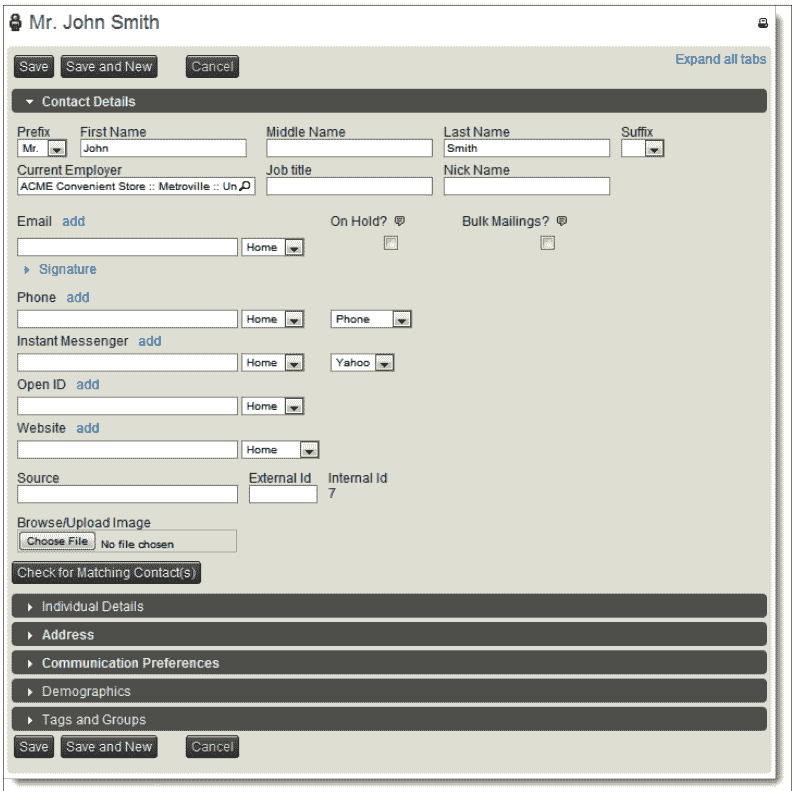 Mr. John Smith
Save Save and New Cancel Expand all tabs
Contact Details
Prefix First Name Middle Name Last Name Suffix
Mr. John Smith
Current Employer Job title Nick Name
ACME Convenient Store :: Metroville :: Un
Email add On Hold? Bulk Mailings?
Home
Signature
Phone add
Home Phone
Instant Messenger add
Home Yahoo
Open ID add
Home
Website add
Home
Source External Id Internal Id
7
Browse/Upload Image
Choose File No file chosen
Check for Matching Contact(s)
Individual Details
Address
Communication Preferences
Demographics
Tags and Groups
Save Save and New Cancel